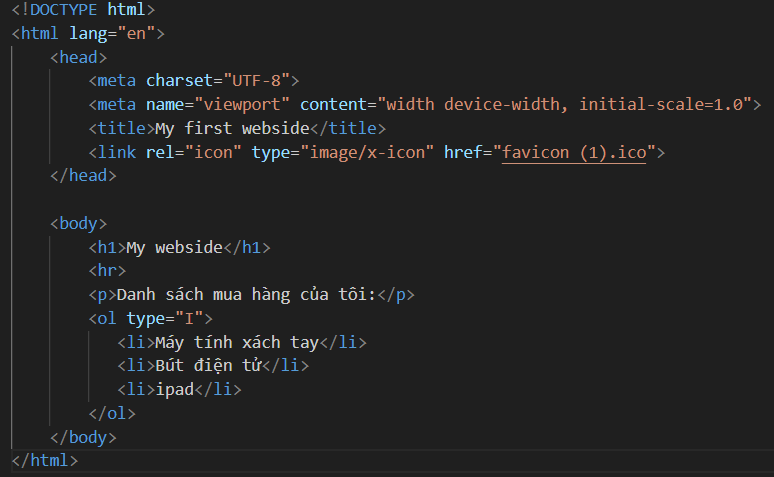 <!DOCTYPE html>
<html lang="en">
<head>
<meta charset="UTF-8">
<meta name="viewport" content="width device-width, initial-scale=1.0">
<title>My first webside</title>
<link rel="icon" type="image/x-icon" href="favicon (1).ico">
</head>
<body>
<h1>My webside</h1>
<hr>
<p>Danh sách mua hàng của tôi:</p>
<ol type="I">
<li>Máy tính xách tay</li>
<li>Bút điện tử</li>
<li>ipad</li>
</ol>
</body>
</html>